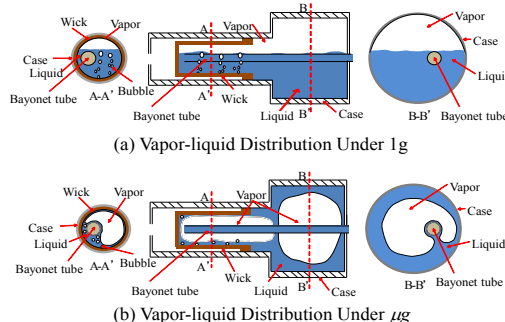 Wick
Vapor
Case
Liquid
Bayonet tube
A-A’
Bubble
A
Vapor
B
Bayonet tube
A’
Wick
Liquid
B’
Case
Vapor
Case
Liquid
Bayonet tube
B-B’
(a) Vapor-liquid Distribution Under 1g
Wick
Vapor
Case
Liquid
Bayonet tube
A-A’
Bubble
A
Vapor
B
A’
Wick
Bayonet tube
Liquid
B’
Case
Vapor
Case
Liquid
Bayonet tube
B-B’
(b) Vapor-liquid Distribution Under μg